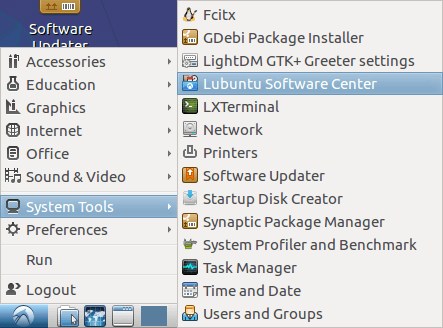 Software
Updater
Accessories
Education
Graphics
Internet
Office
Sound & Video
System Tools
Preferences
Run
Logout
Fcitx
GDebi Package Installer
LightDM GTK+ Greeter settings
Lubuntu Software Center
LXTerminal
Network
Printers
Software Updater
Startup Disk Creator
Synaptic Package Manager
System Profiler and Benchmark
Task Manager
Time and Date
Users and Groups